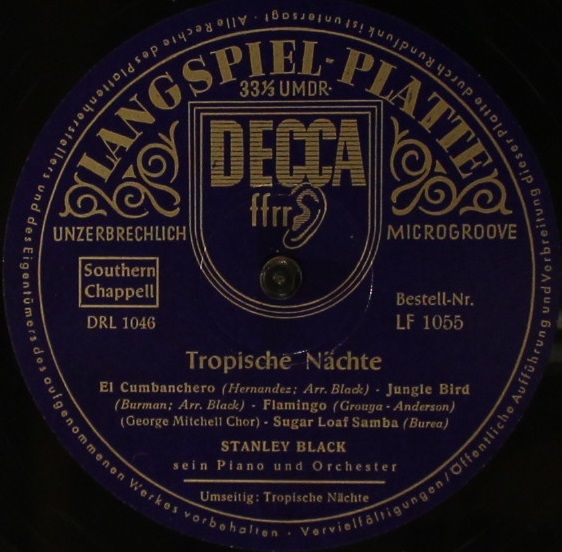 LANGSPIEL-PLATTE
33⅓ UMDR.
DECCA
ffrr
UNZERBRECHLICH
MICROGROOVE
Southern
Chappell
DRL 1046
Bestell-Nr.
LF 1055
Tropische Nächte
El Cumbanchero (Hernandez; Arr. Black) - Jungle Bird
(Burman; Arr. Black) - Flamingo (Grouya-Anderson)
(George Mitchell Chor) - Sugar Loaf Samba (Burea)
STANLEY BLACK
sein Piano und Orchester
Umseitig: Tropische Nächte
Alle Rechte des Plattenherstellers und des Eigentümers des aufgenommenen Werkes vorbehalten - Vervielfältigungen/Öffentliche Aufführung und Verbreitung dieser Platte durch Rundfunk ist untersagt -